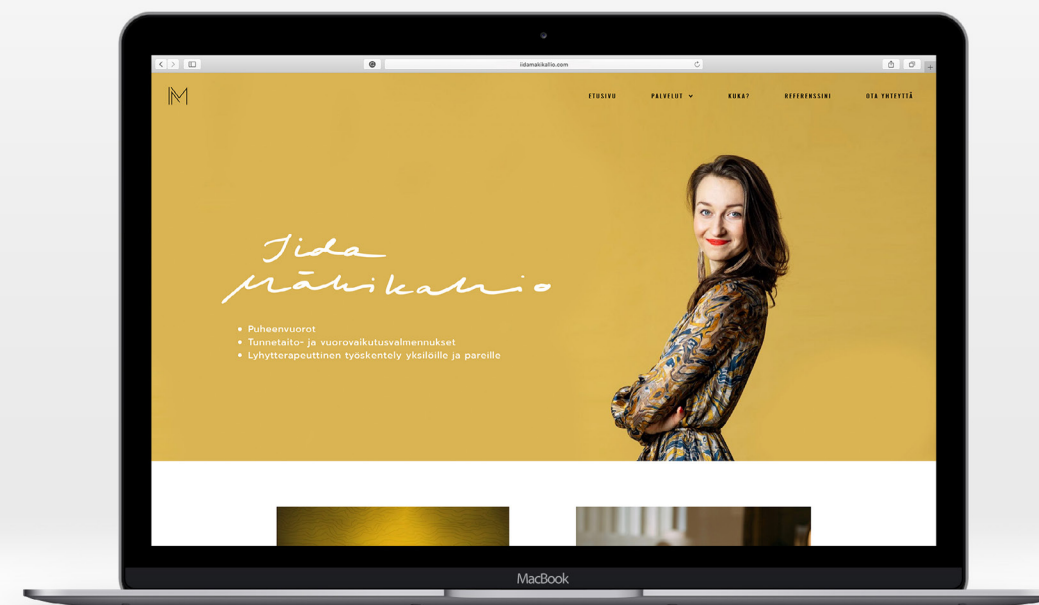 iidamakikallio.com
ETUSIVU PALVELUT KUKA? REFERENSSINI OTA YHTEYTTÄ
Iida
Mäkikallio
• Puheenvuorot
• Tunnetaito- ja vuorovaikutusvalmennukset
• Lyhytterapeuttinen työskentely yksilöille ja pareille
MacBook